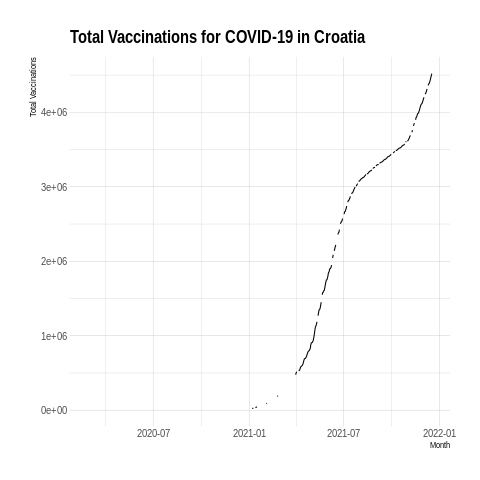 Total Vaccinations for COVID-19 in Croatia
Total Vaccinations
4e+06
3e+06
2e+06
1e+06
0e+00
2020-07 2021-01 2021-07 2022-01
Month